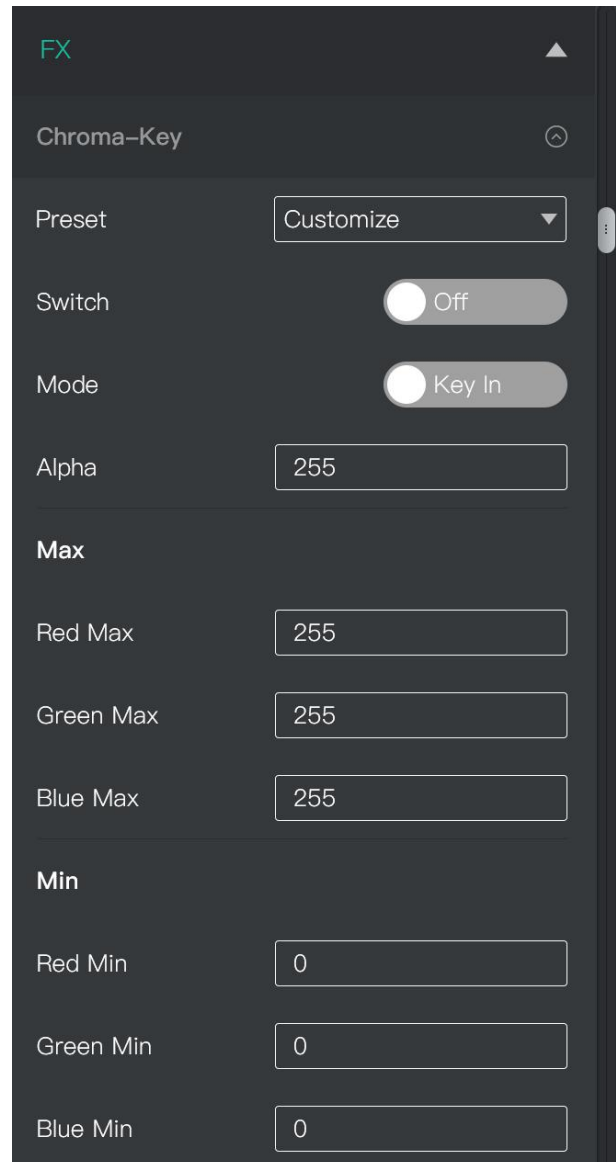 FX
Chroma-Key
Preset Customize
Switch Off
Mode Key In
Alpha 255
Max
Red Max 255
Green Max 255
Blue Max 255
Min
Red Min 0
Green Min 0
Blue Min 0